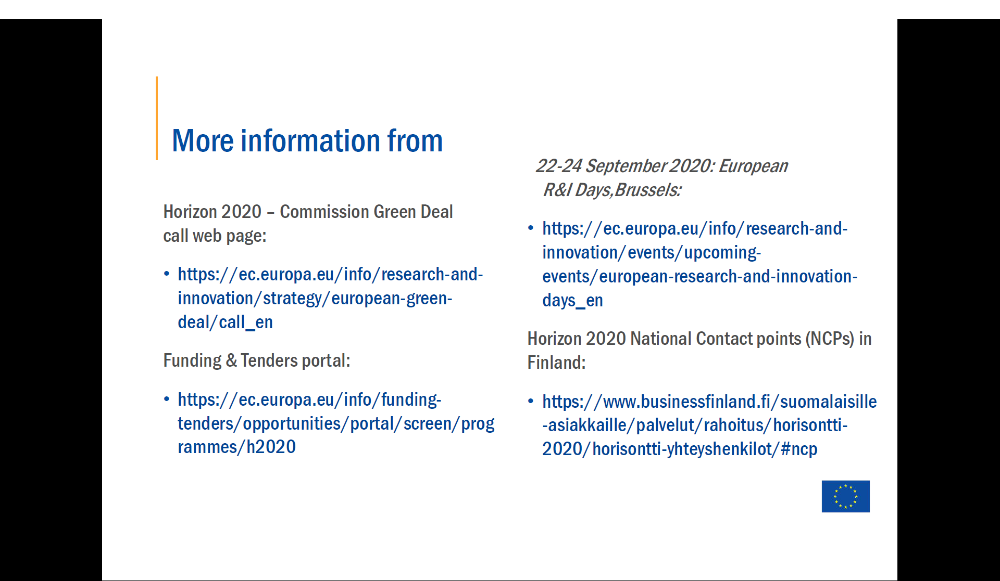 More information from
Horizon 2020 – Commission Green Deal
call web page:
• https://ec.europa.eu/info/research-and-
innovation/strategy/european-green-
deal/call_en
Funding & Tenders portal:
• https://ec.europa.eu/info/funding-
tenders/opportunities/portal/screen/prog
rammes/h2020
22-24 September 2020: European
R&I Days,Brussels:
• https://ec.europa.eu/info/research-and-
innovation/events/upcoming-
events/european-research-and-innovation-
days_en
Horizon 2020 National Contact points (NCPs) in
Finland:
• https://www.businessfinland.fi/suomalaisille
-asiakkaille/palvelut/rahoitus/horisontti-
2020/horisontti-yhteyshenkilot/#ncp